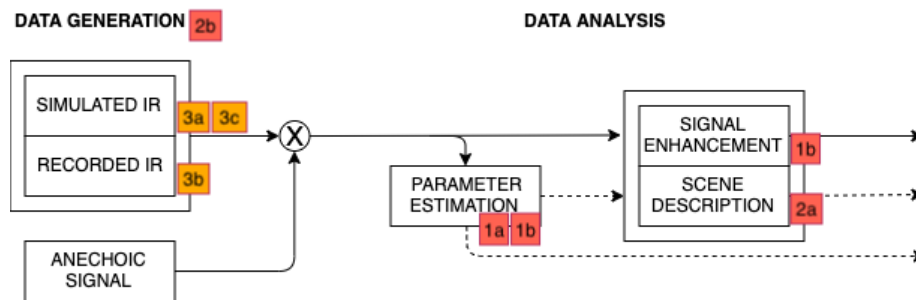 DATA GENERATION 2b
DATA ANALYSIS
SIMULATED IR
3a 3c
RECORDED IR
3b
X
ANECHOIC
SIGNAL
PARAMETER
ESTIMATION
1a 1b
SIGNAL
ENHANCEMENT
1b
SCENE
DESCRIPTION
2a